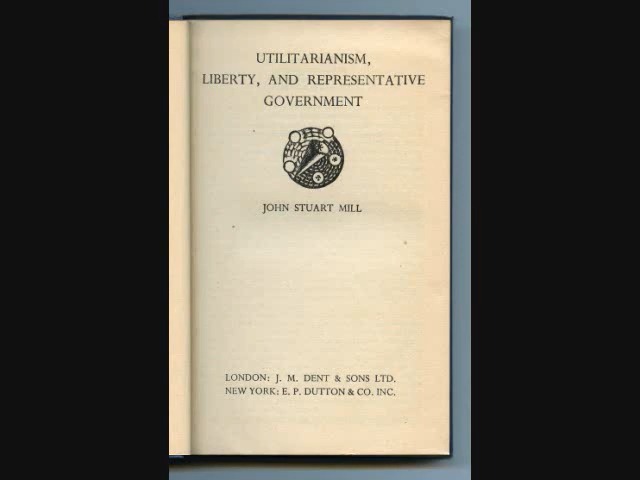 UTILITARIANISM,
LIBERTY, AND REPRESENTATIVE
GOVERNMENT
JOHN STUART MILL
LONDON: J. M. DENT & SONS LTD.
NEW YORK: E. P. DUTTON & CO. INC.